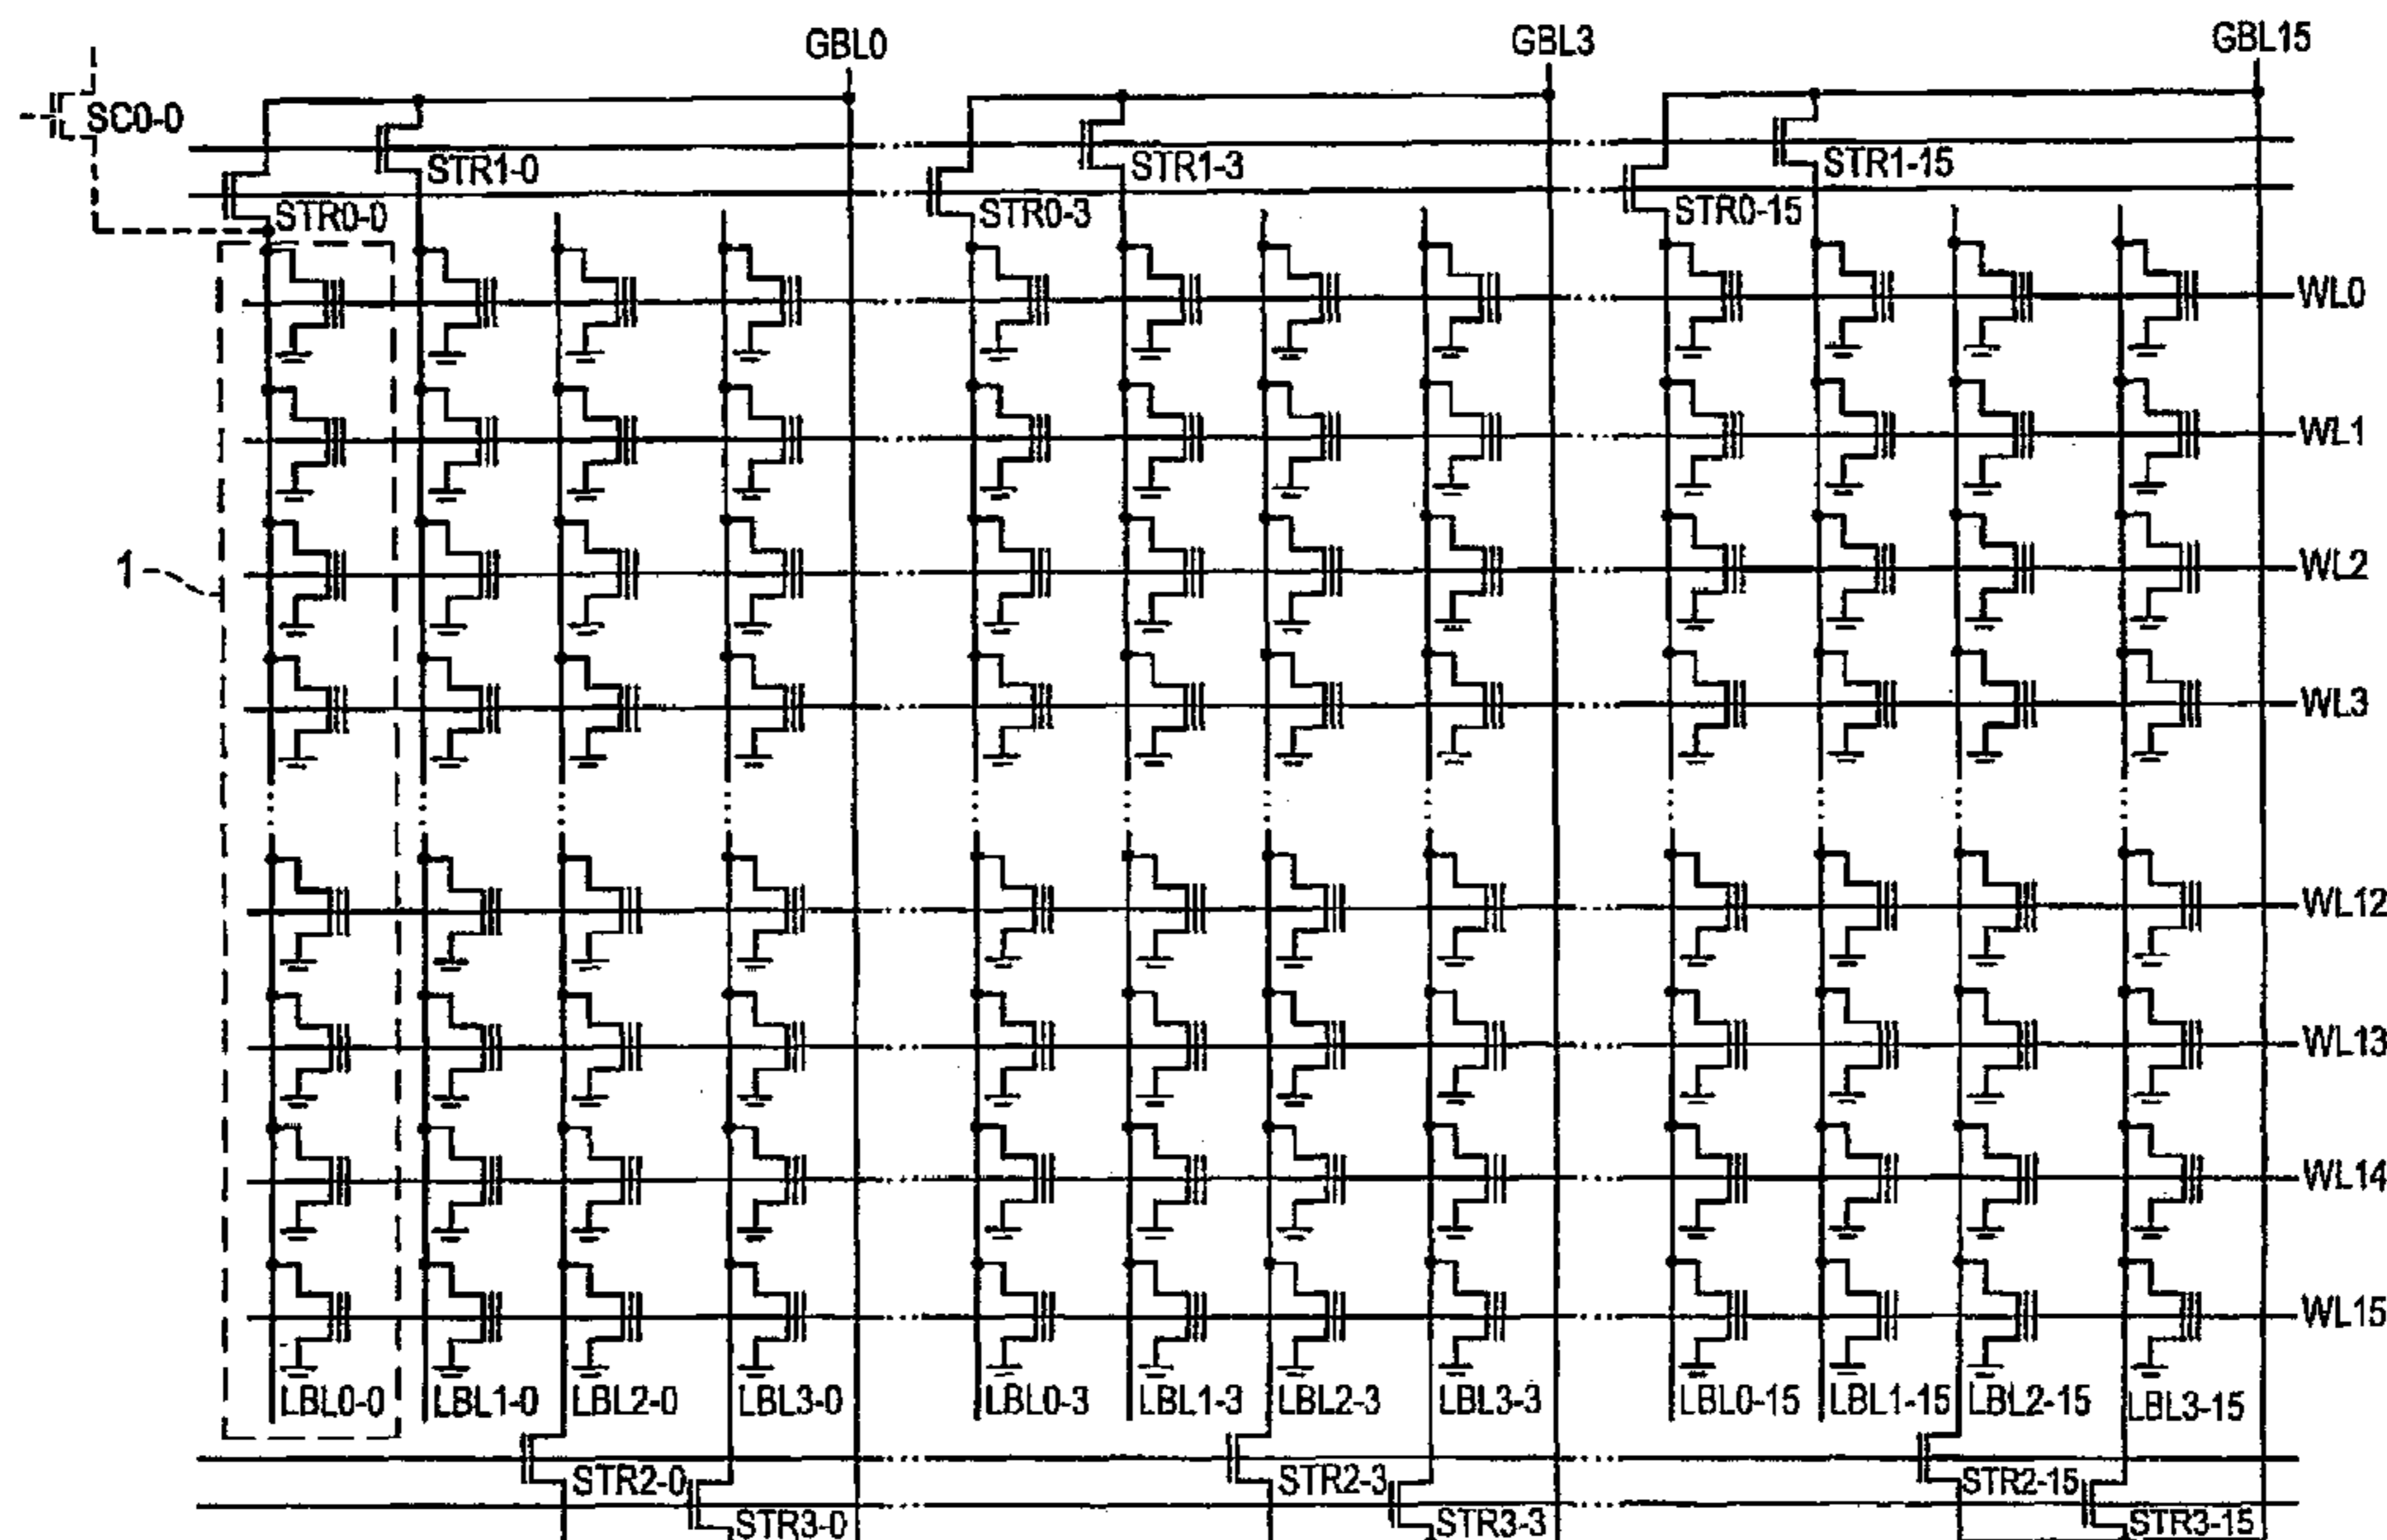 GBL0 GBL3 GBL15
SC0-0
STR1-0 STR1-3 STR1-15
STR0-0 STR0-3 STR0-15
WL0
WL1
1
WL2
WL3
WL12
WL13
WL14
WL15
LBL0-0 LBL1-0 LBL2-0 LBL3-0 LBL0-3 LBL1-3 LBL2-3 LBL3-3 LBL0-15 LBL1-15 LBL2-15 LBL3-15
STR2-0 STR2-3 STR2-15
STR3-0 STR3-3 STR3-15